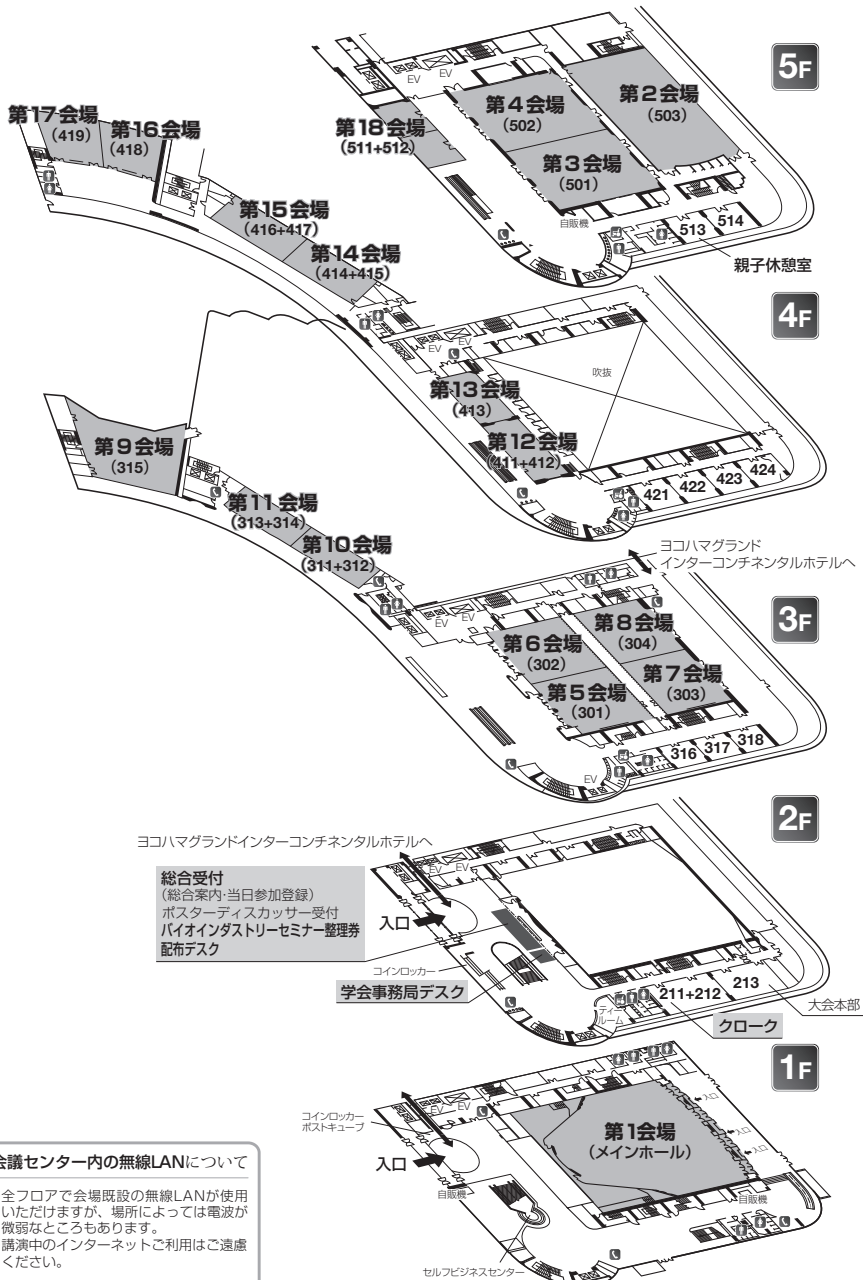 5F
EV
EV
第4会場
(502)
第2会場
(503)
第18会場
(511+512)
第3会場
(501)
自販機
513
514
親子休憩室
第17会場
(419)
第16会場
(418)
第15会場
(416+417)
第14会場
(414+415)
4F
EV
EV
吹抜
第13会場
(413)
第12会場
(411+412)
421
422
423
424
第9会場
(315)
第11会場
(313+314)
第10会場
(311+312)
ヨコハマグランド
インターコンチネンタルホテルへ
3F
EV
EV
第6会場
(302)
第8会場
(304)
第5会場
(301)
第7会場
(303)
EV
316
317
318
2F
ヨコハマグランドインターコンチネンタルホテルへ
EV
EV
総合受付
(総合案内・当日参加登録)
ポスターディスカッサー受付
バイオインダストリーセミナー整理券
配布デスク
入口
コインロッカー
学会事務局デスク
ティー
ルーム
211+212
213
大会本部
クローク
1F
コインロッカー
ポストキューブ
EV
EV
第1会場
(メインホール)
入口
入口
入口
入口
自販機
自販機
セルフビジネスセンター
会議センター内の無線LANについて
全フロアで会場既設の無線LANが使用
いただけますが、場所によっては電波が
微弱なところもあります。
講演中のインターネットご利用はご遠慮
ください。